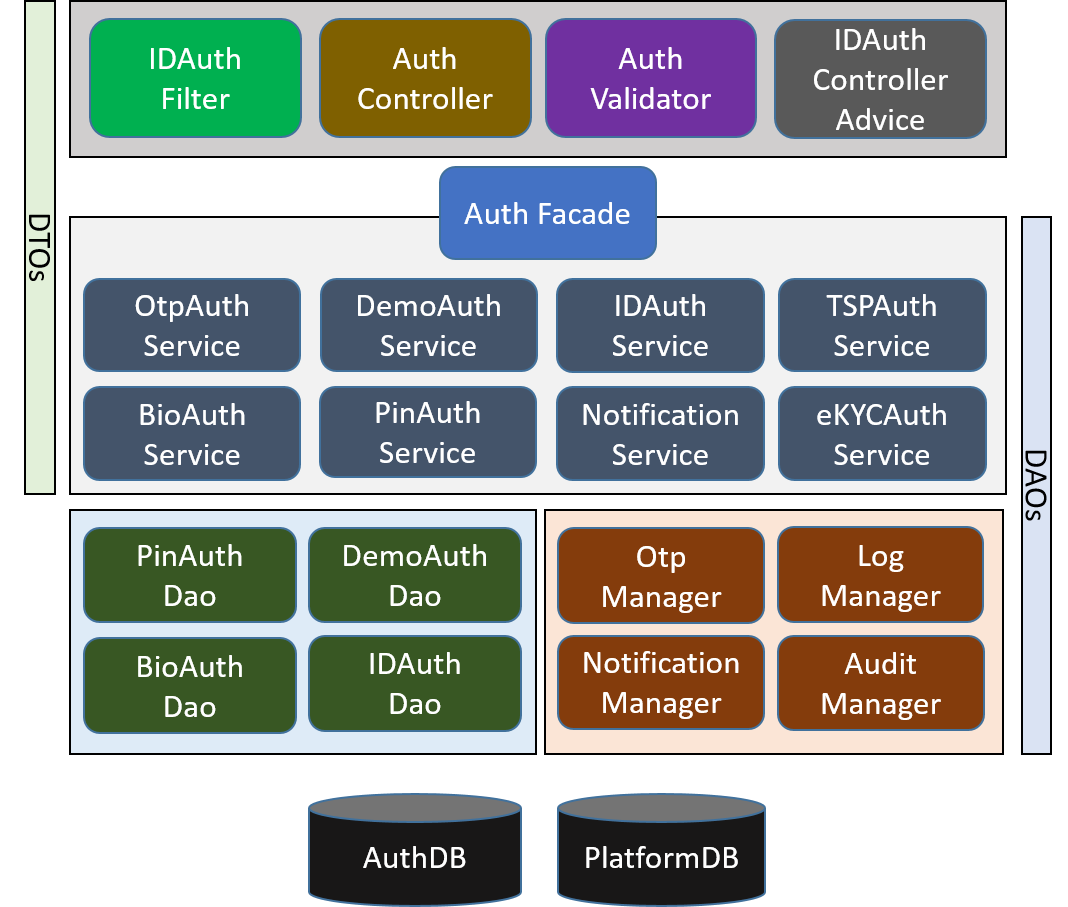 IDAuth
Filter
Auth
Controller
Auth
Validator
IDAuth
Controller
Advice
Auth Facade
DTOs
OtpAuth
Service
DemoAuth
Service
IDAuth
Service
TSPAuth
Service
BioAuth
Service
PinAuth
Service
Notification
Service
eKYCAuth
Service
DAOs
PinAuth
Dao
DemoAuth
Dao
Otp
Manager
Log
Manager
BioAuth
Dao
IDAuth
Dao
Notification
Manager
Audit
Manager
AuthDB
PlatformDB